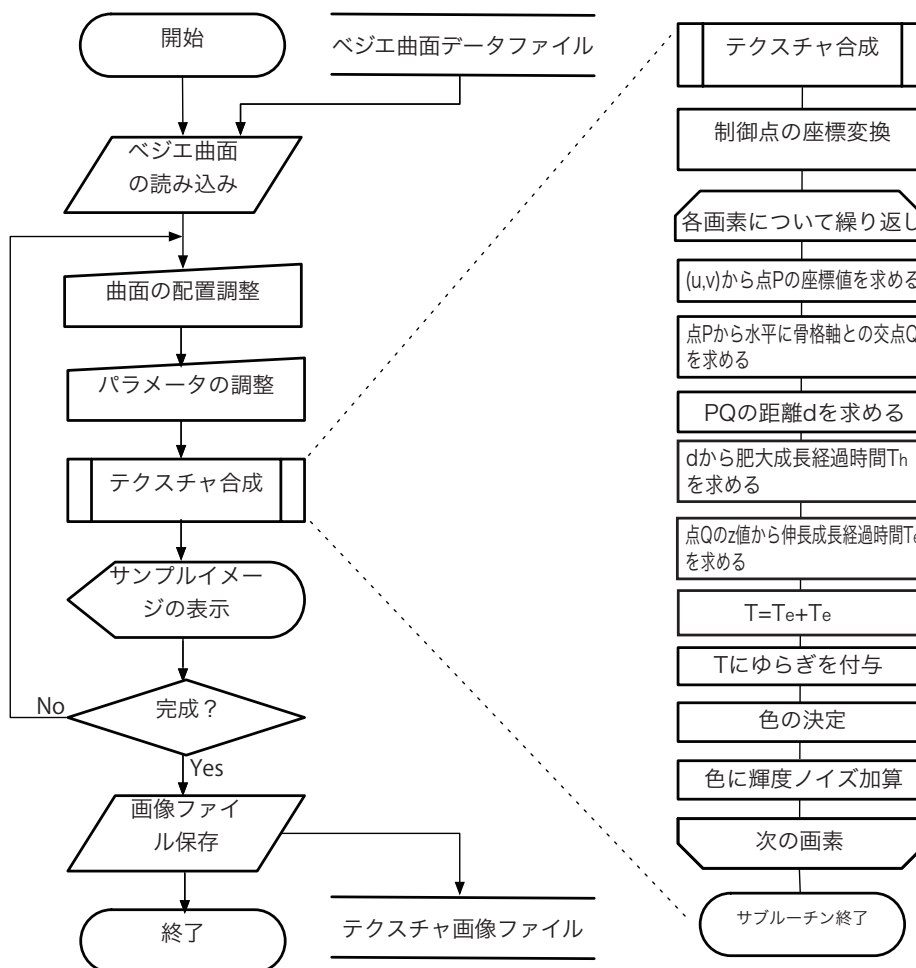 開始
ベジエ曲面データファイル
ベジエ曲面
の読み込み
曲面の配置調整
パラメータの調整
テクスチャ合成
サンプルイメー
ジの表示
完成？
No
Yes
画像ファイ
ル保存
終了
テクスチャ画像ファイル
テクスチャ合成
制御点の座標変換
各画素について繰り返し
(u,v)から点Pの座標値を求める
点Pから水平に骨格軸との交点Q
を求める
PQの距離dを求める
dから肥大成長経過時間Th
を求める
点Qのz値から伸長成長経過時間Te
を求める
T=Te+Te
Tにゆらぎを付与
色の決定
色に輝度ノイズ加算
次の画素
サブルーチン終了